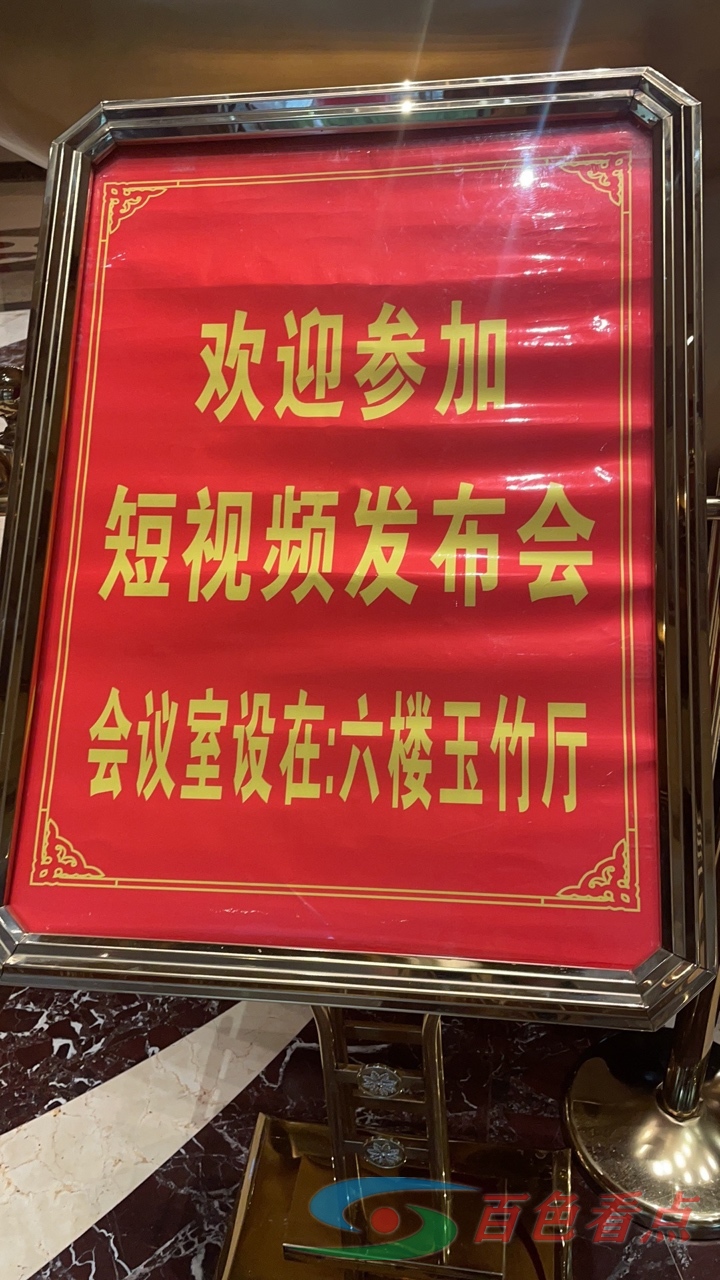 欢迎参加
短视频发布会
会议室设在:六楼玉竹厅
百色看点